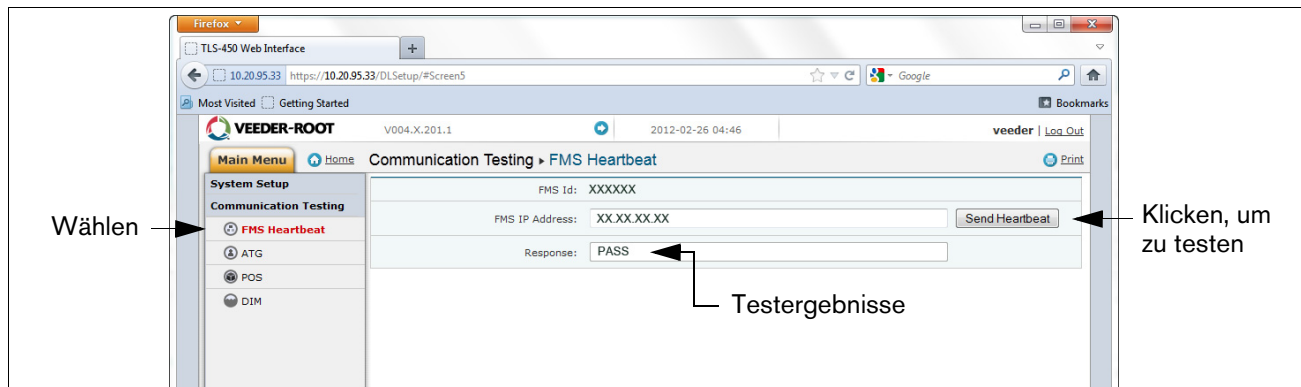 Firefox
TLS-450 Web Interface
+
10.20.95.33 https://10.20.95.33/DLSetup/#Screen5
Google
Most Visited Getting Started
Bookmarks
VEEDER-ROOT V004.X.201.1 2012-02-26 04:46 veeder | Log Out
Main Menu Home Communication Testing ▸ FMS Heartbeat Print
System Setup
Communication Testing
FMS Heartbeat
ATG
POS
DIM
FMS Id: XXXXXX
FMS IP Address: XX.XX.XX.XX Send Heartbeat
Response: PASS
Wählen
Klicken, um
zu testen
Testergebnisse